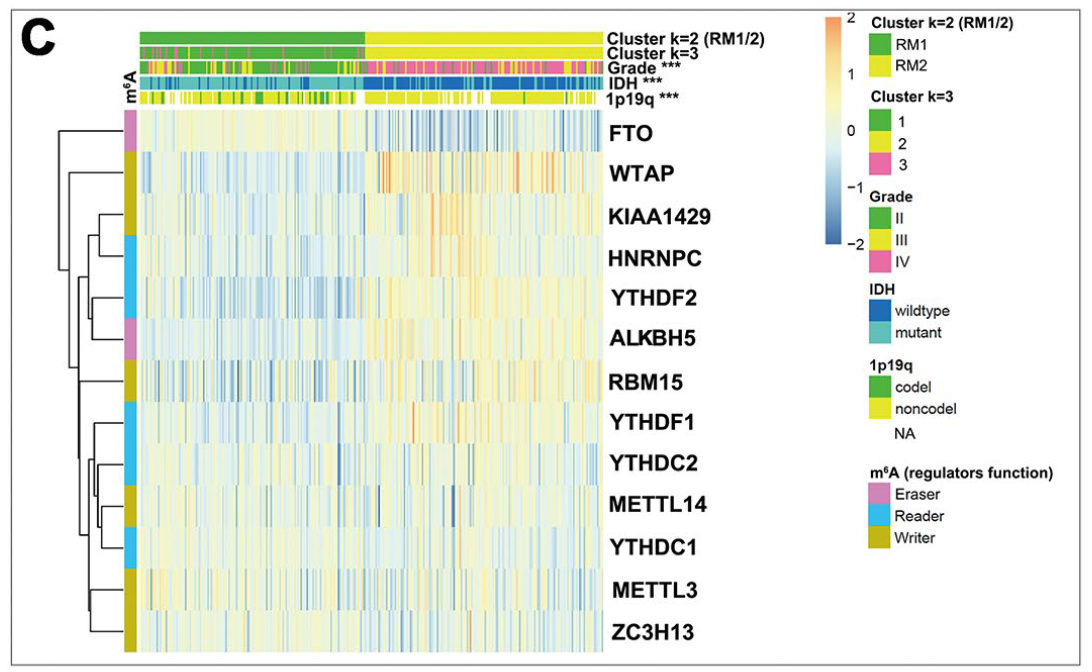 C
Cluster k=2 (RM1/2)
Cluster k=3
Grade ***
IDH ***
1p19q ***
m⁶A
FTO
WTAP
KIAA1429
HNRNPC
YTHDF2
ALKBH5
RBM15
YTHDF1
YTHDC2
METTL14
YTHDC1
METTL3
ZC3H13
2
1
0
−1
−2
Cluster k=2 (RM1/2)
RM1
RM2
Cluster k=3
1
2
3
Grade
II
III
IV
IDH
wildtype
mutant
1p19q
codel
noncodel
NA
m⁶A (regulators function)
Eraser
Reader
Writer